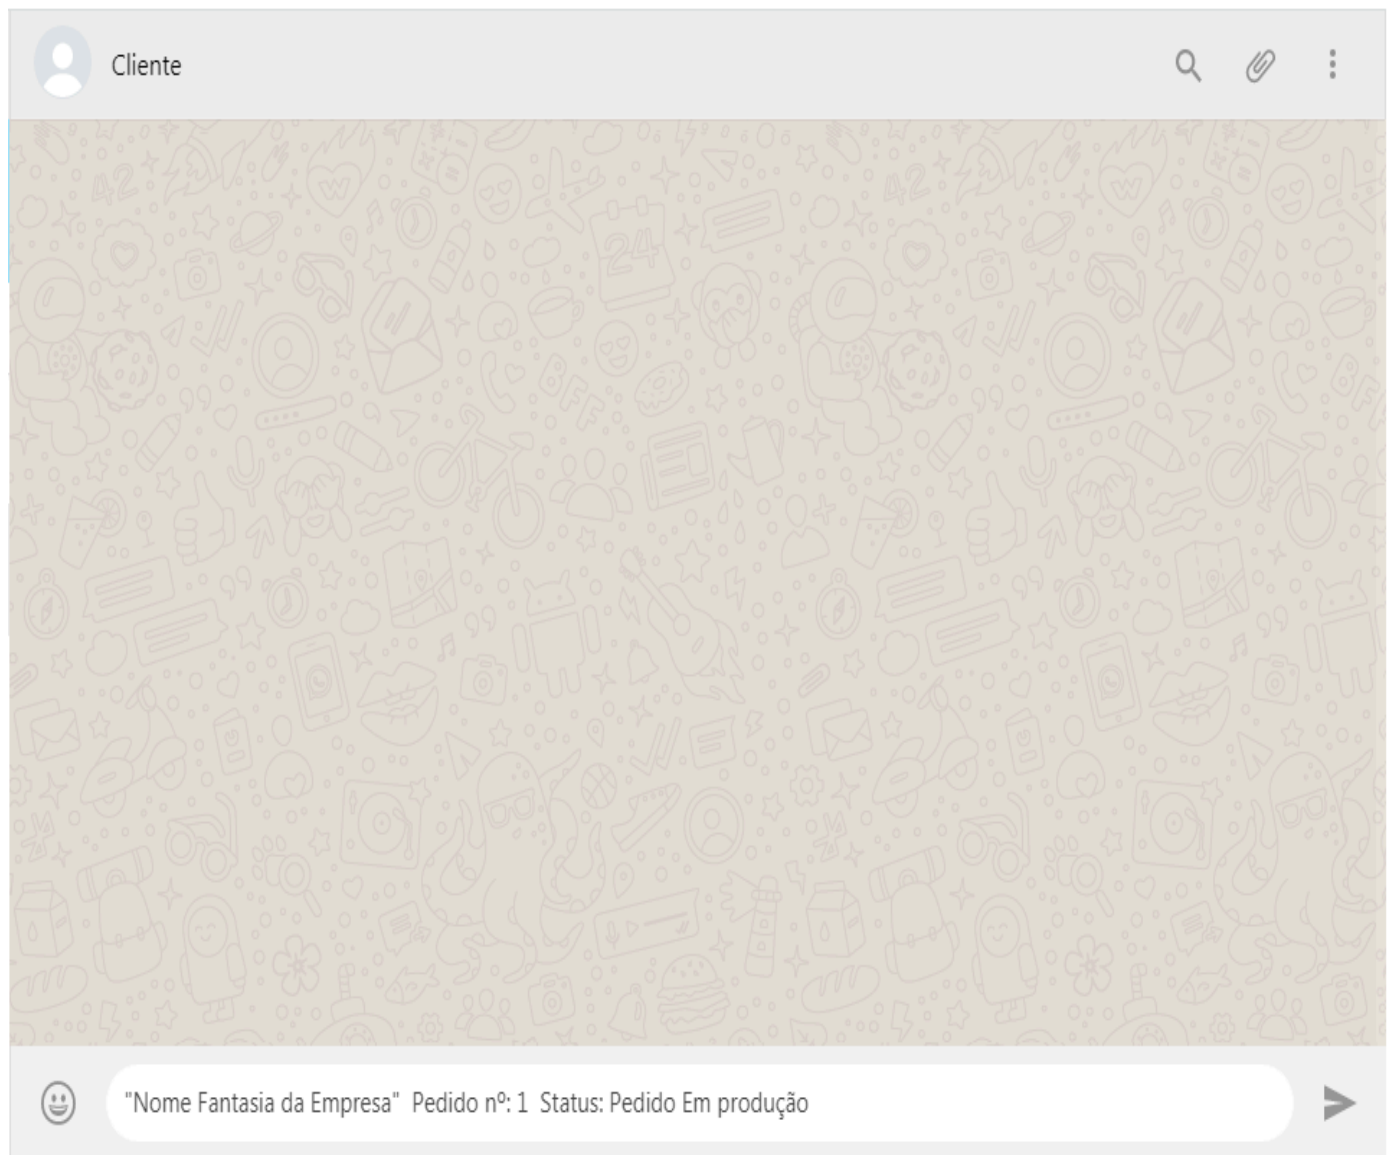 Cliente
"Nome Fantasia da Empresa"  Pedido nº: 1  Status: Pedido Em produção